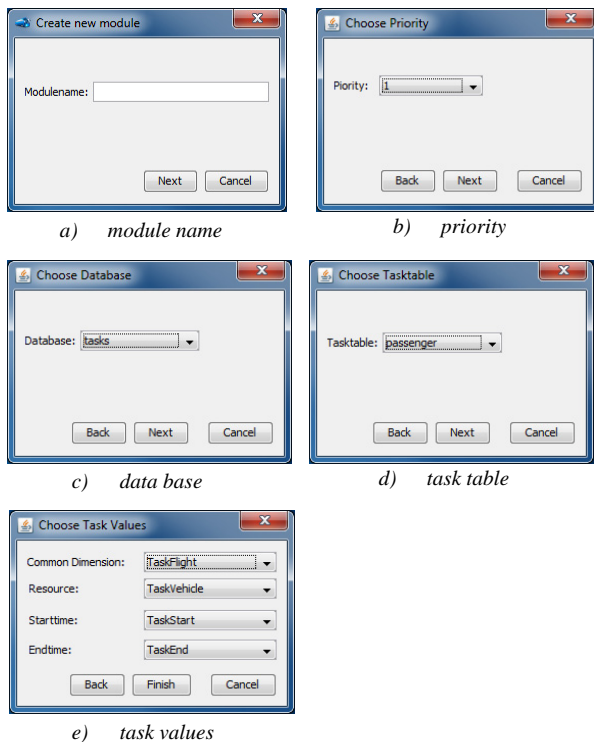 Create new module
Modulename:
Next Cancel
a) module name
Choose Priority
Piority: 1
Back Next Cancel
b) priority
Choose Database
Database: tasks
Back Next Cancel
c) data base
Choose Tasktable
Tasktable: passenger
Back Next Cancel
d) task table
Choose Task Values
Common Dimension: TaskFlight
Resource: TaskVehicle
Starttime: TaskStart
Endtime: TaskEnd
Back Finish Cancel
e) task values